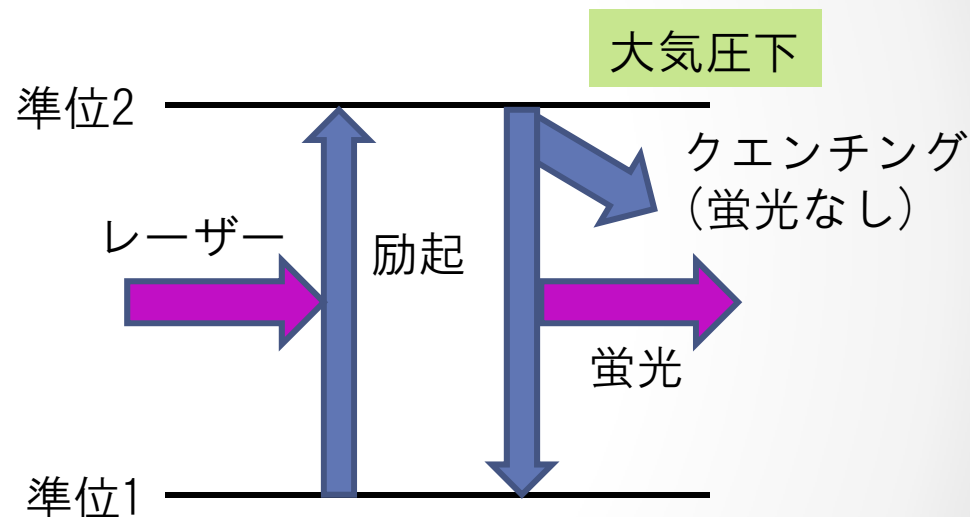 大気圧下
準位2
クエンチング
(蛍光なし)
レーザー
励起
蛍光
準位1